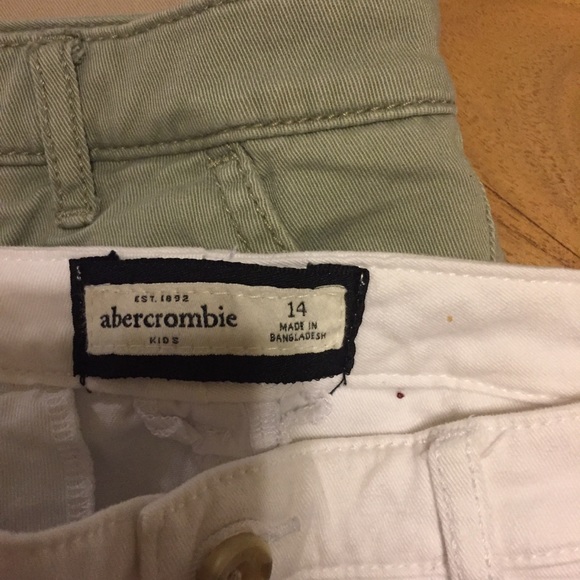 EST. 1892
abercrombie
KIDS
14
MADE IN
BANGLADESH